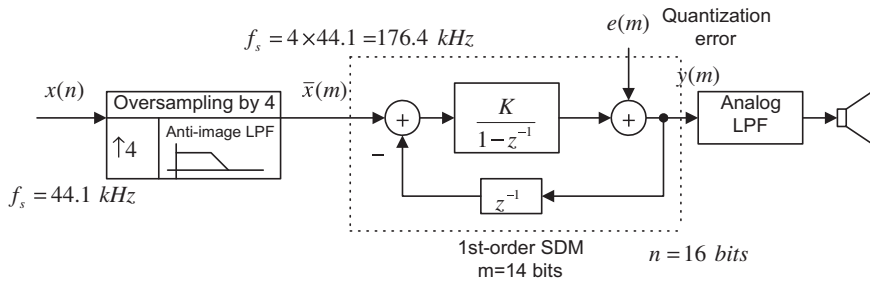 f_s = 4 × 44.1 = 176.4 kHz
e(m)
Quantization
error
x(n)
Oversampling by 4
x̄(m)
y(m)
↑4
Anti-image LPF
+
K
1 − z⁻¹
+
Analog
LPF
−
f_s = 44.1 kHz
z⁻¹
1st-order SDM
m=14 bits
n = 16 bits